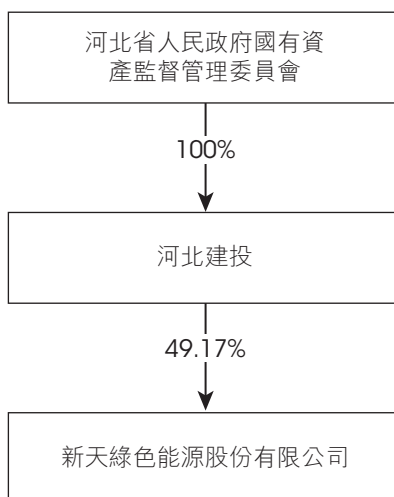 河北省人民政府國有資
產監督管理委員會
100%
河北建投
49.17%
新天綠色能源股份有限公司